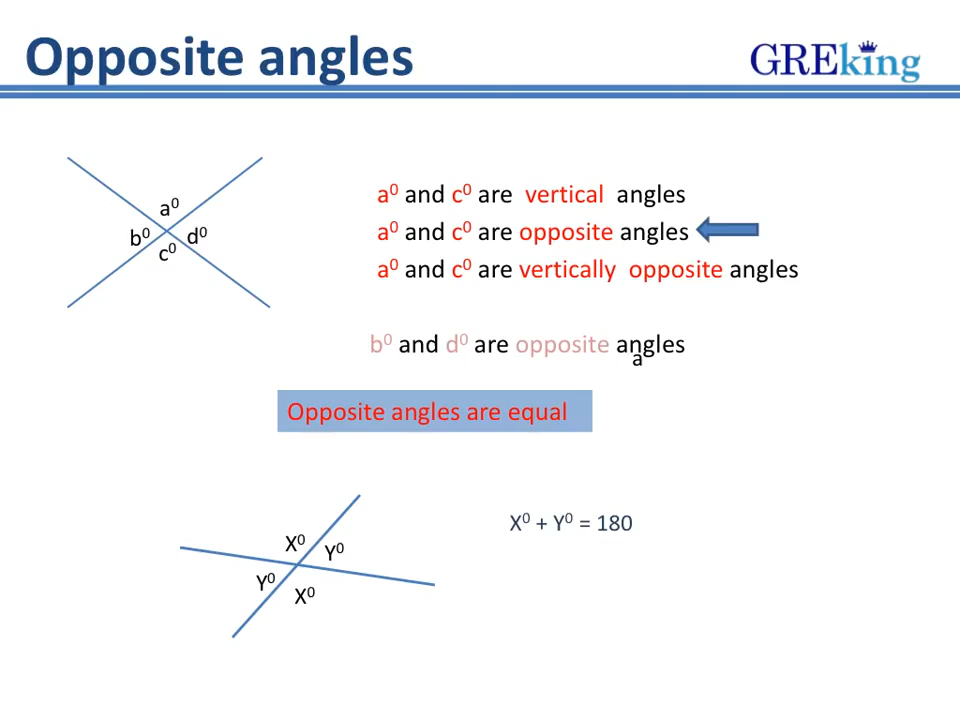 Opposite angles
GREking
a⁰
b⁰ d⁰
c⁰
a⁰ and c⁰ are vertical angles
a⁰ and c⁰ are opposite angles
a⁰ and c⁰ are vertically opposite angles
b⁰ and d⁰ are opposite angles
a
Opposite angles are equal
X⁰ Y⁰
Y⁰ X⁰
X⁰ + Y⁰ = 180